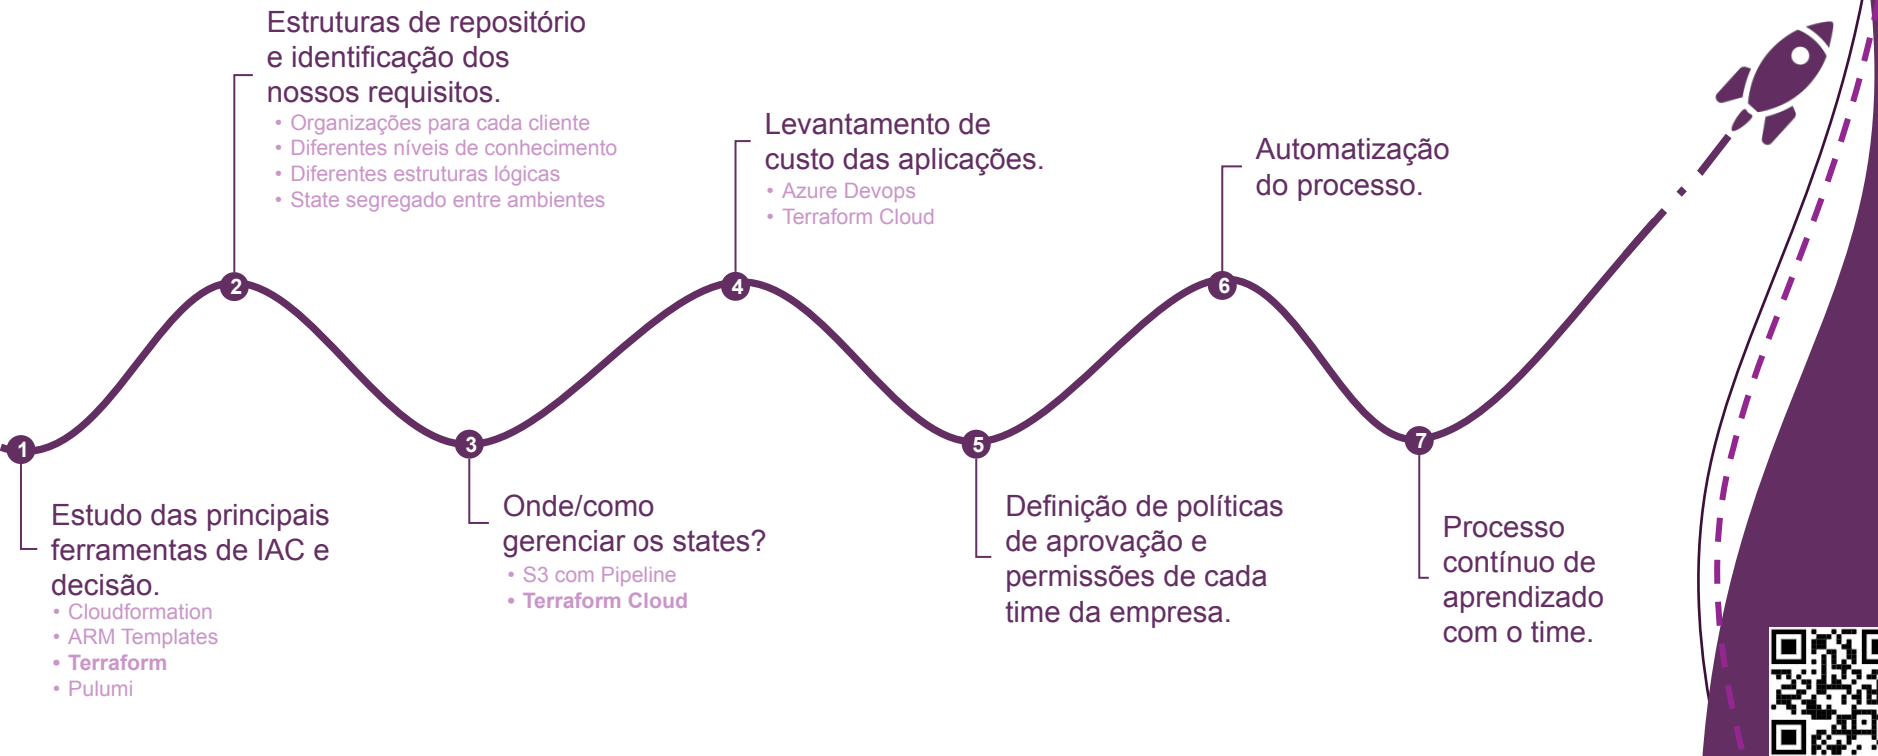 1
Estudo das principais
ferramentas de IAC e
decisão.
• Cloudformation
• ARM Templates
• Terraform
• Pulumi
2
Estruturas de repositório
e identificação dos
nossos requisitos.
• Organizações para cada cliente
• Diferentes níveis de conhecimento
• Diferentes estruturas lógicas
• State segregado entre ambientes
3
Onde/como
gerenciar os states?
• S3 com Pipeline
• Terraform Cloud
4
Levantamento de
custo das aplicações.
• Azure Devops
• Terraform Cloud
5
Definição de políticas
de aprovação e
permissões de cada
time da empresa.
6
Automatização
do processo.
7
Processo
contínuo de
aprendizado
com o time.